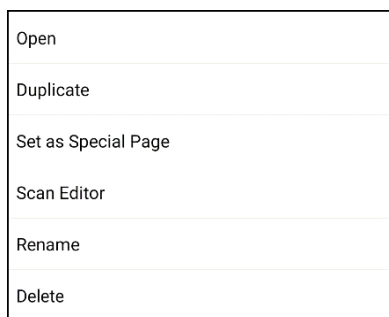 Open
Duplicate
Set as Special Page
Scan Editor
Rename
Delete